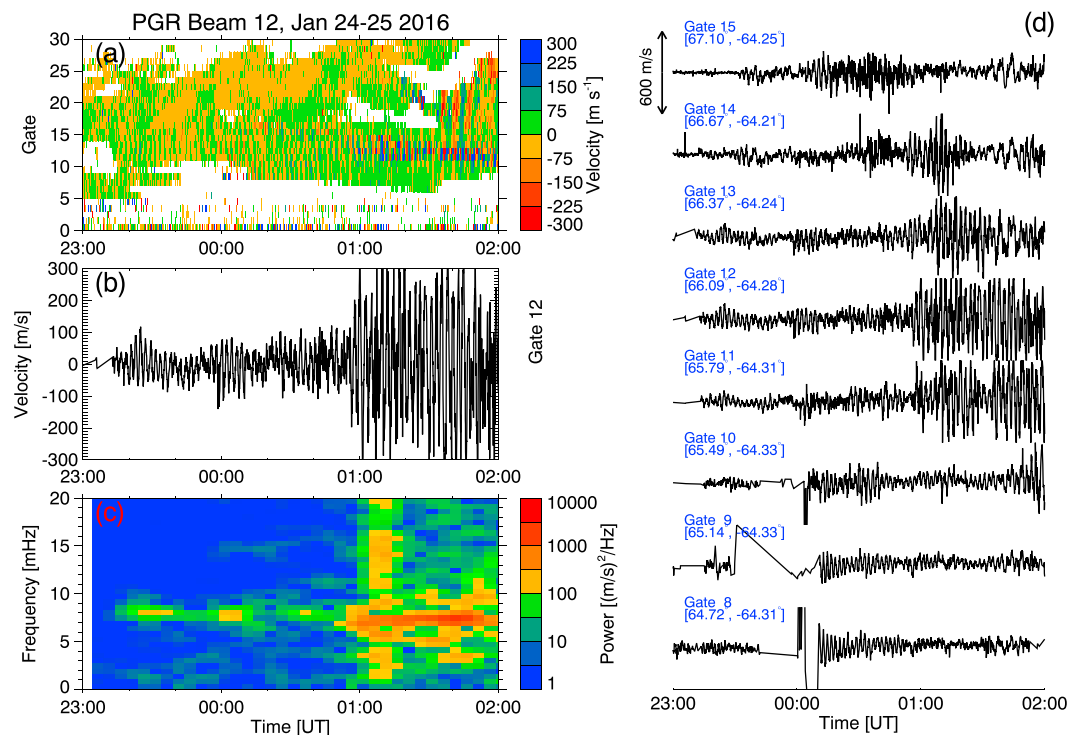 PGR Beam 12, Jan 24-25 2016
(a)
30
25
20
15
10
5
0
Gate
23:00
00:00
01:00
02:00
300
225
150
75
0
-75
-150
-225
-300
Velocity [m s⁻¹]
(b)
300
200
100
0
-100
-200
-300
Velocity [m/s]
Gate 12
23:00
00:00
01:00
02:00
(c)
20
15
10
5
0
Frequency [mHz]
23:00
00:00
01:00
02:00
Time [UT]
10000
1000
100
10
1
Power [(m/s)²/Hz]
(d)
600 m/s
Gate 15
[67.10°, -64.25°]
Gate 14
[66.67°, -64.21°]
Gate 13
[66.37°, -64.24°]
Gate 12
[66.09°, -64.28°]
Gate 11
[65.79°, -64.31°]
Gate 10
[65.49°, -64.33°]
Gate 9
[65.14°, -64.33°]
Gate 8
[64.72°, -64.31°]
23:00
00:00
01:00
02:00
Time [UT]